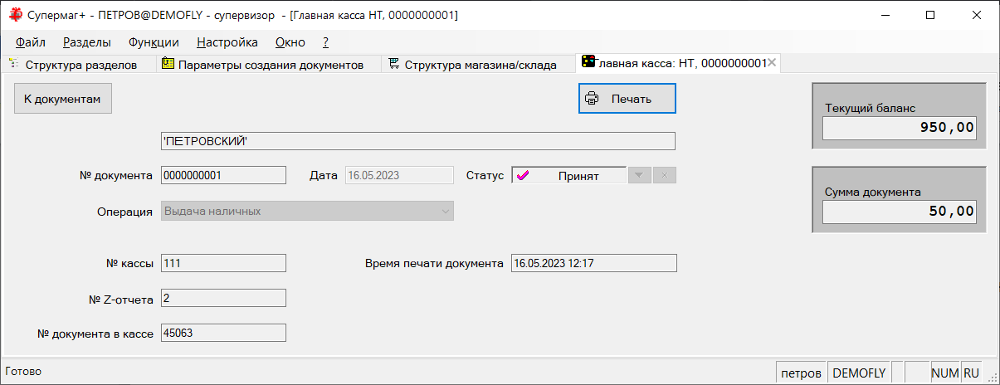 Супермаг+ - ПЕТРОВ@DEMOFLY - супервизор - [Главная касса НТ, 0000000001]
Файл Разделы Функции Настройка Окно ?
Структура разделов Параметры создания документов Структура магазина/склада Главная касса: НТ, 0000000001
К документам Печать
Текущий баланс
950,00
'ПЕТРОВСКИЙ'
№ документа 0000000001 Дата 16.05.2023 Статус Принят
Сумма документа
50,00
Операция Выдача наличных
№ кассы 111 Время печати документа 16.05.2023 12:17
№ Z-отчета 2
№ документа в кассе 45063
Готово петров DEMOFLY NUM RU